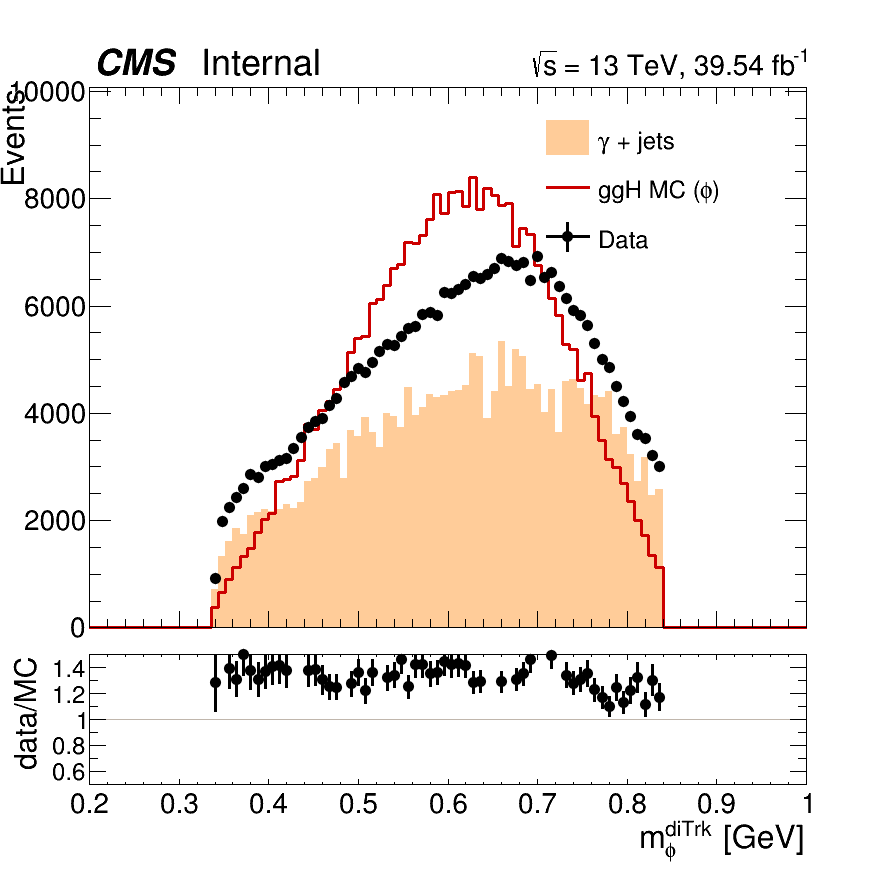 CMS Internal
√s = 13 TeV, 39.54 fb⁻¹
Events
0000
8000
6000
4000
2000
0
γ + jets
ggH MC (ϕ)
Data
data/MC
1.4
1.2
1
0.8
0.6
0.2 0.3 0.4 0.5 0.6 0.7 0.8 0.9 1
m_ϕ^diTrk [GeV]